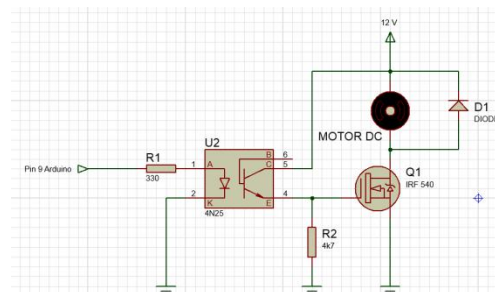 12 V
D1
DIODE
MOTOR DC
U2
B 6
C 5
R1
A 1
Pin 9 Arduino
330
Q1
IRF 540
2 K
E 4
4N25
R2
4k7